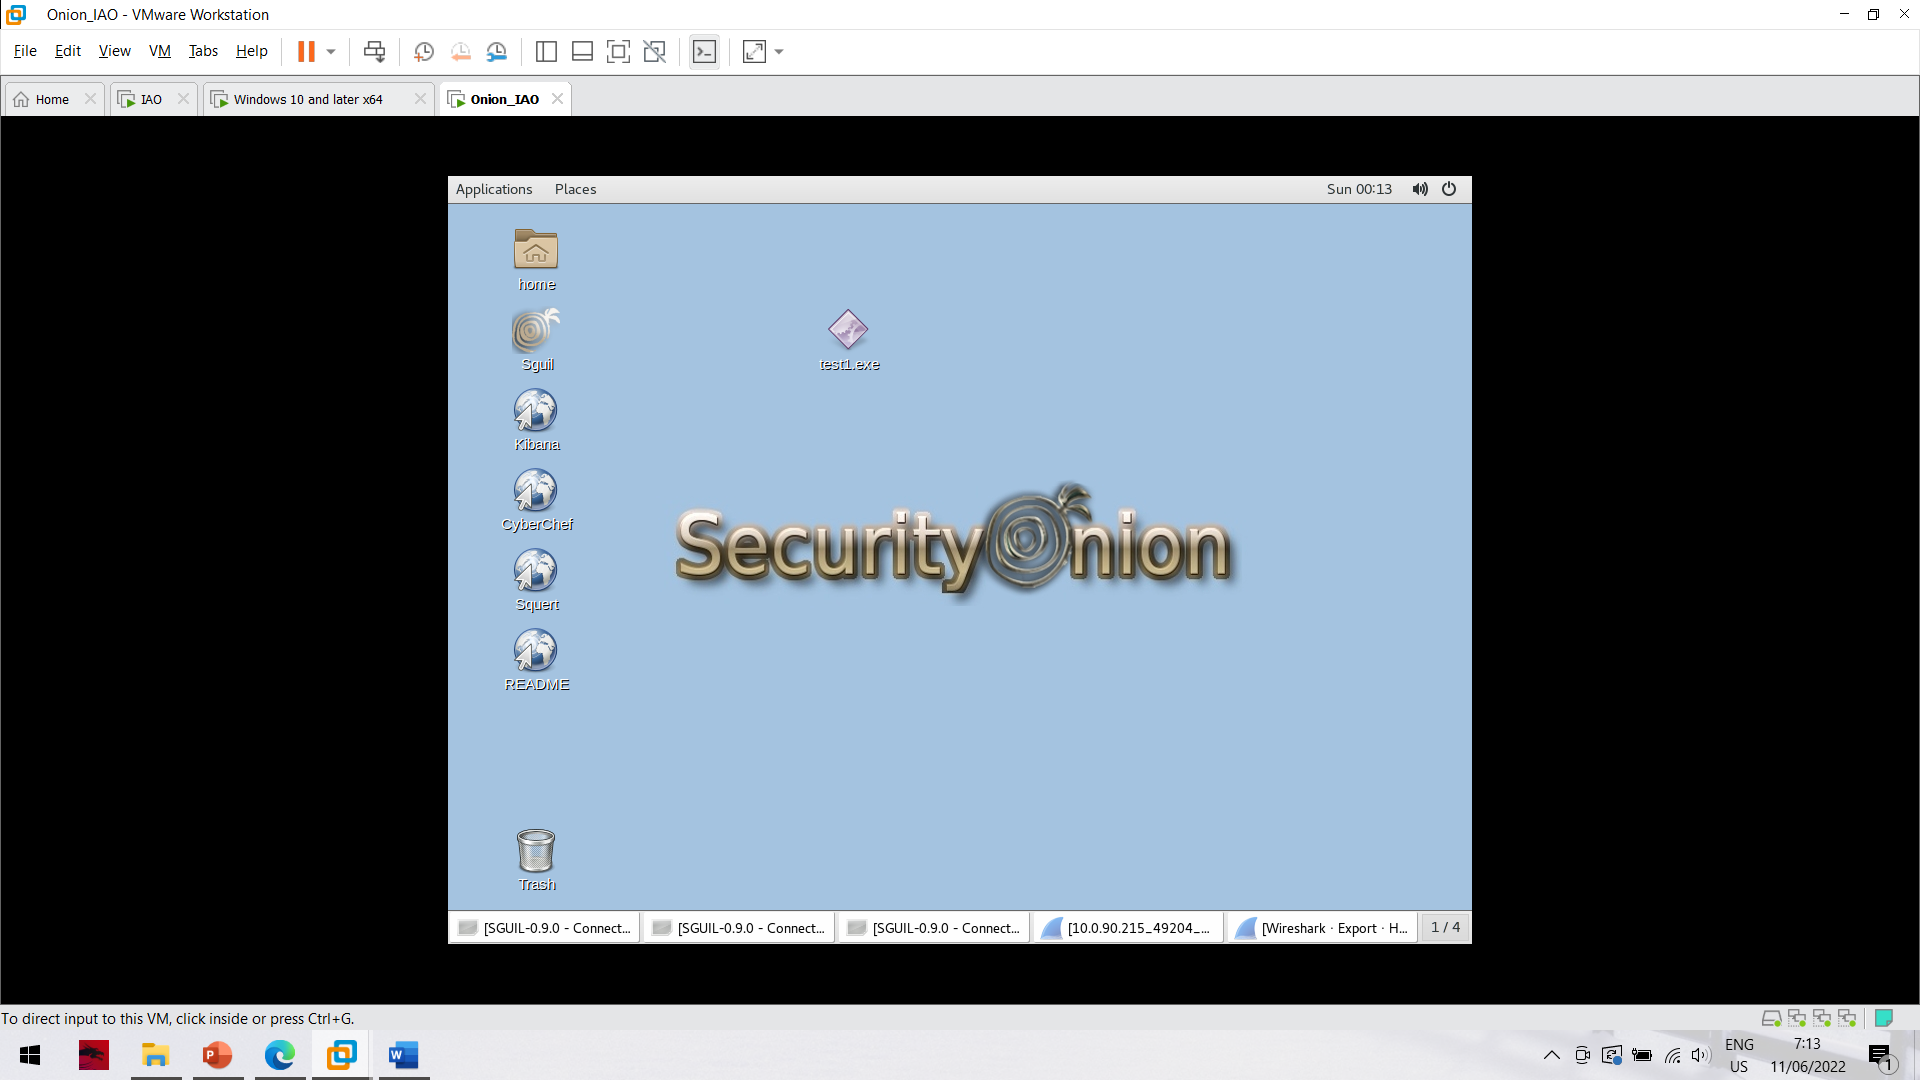 Onion_IAO - VMware Workstation
File Edit View VM Tabs Help
Home IAO Windows 10 and later x64 Onion_IAO
Applications Places Sun 00:13
home
Sguil
test1.exe
Kibana
CyberChef
SecurityOnion
Squert
README
Trash
[SGUIL-0.9.0 - Connect... [SGUIL-0.9.0 - Connect... [SGUIL-0.9.0 - Connect... [10.0.90.215_49204_... [Wireshark · Export · H... 1 / 4
To direct input to this VM, click inside or press Ctrl+G.
ENG 7:13
US 11/06/2022 1